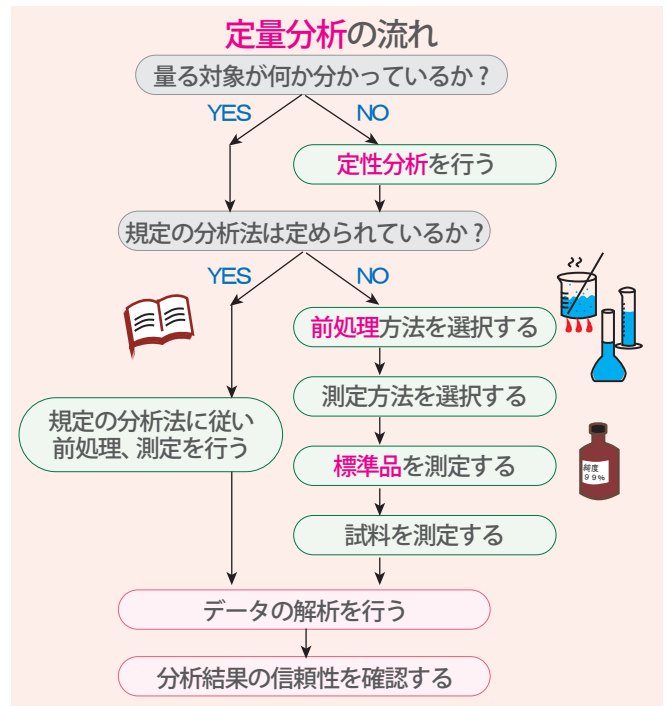 定量分析の流れ
量る対象が何か分かっているか？
YES
NO
定性分析を行う
規定の分析法は定められているか？
YES
NO
前処理方法を選択する
測定方法を選択する
規定の分析法に従い
前処理、測定を行う
標準品を測定する
純度
99%
試料を測定する
データの解析を行う
分析結果の信頼性を確認する